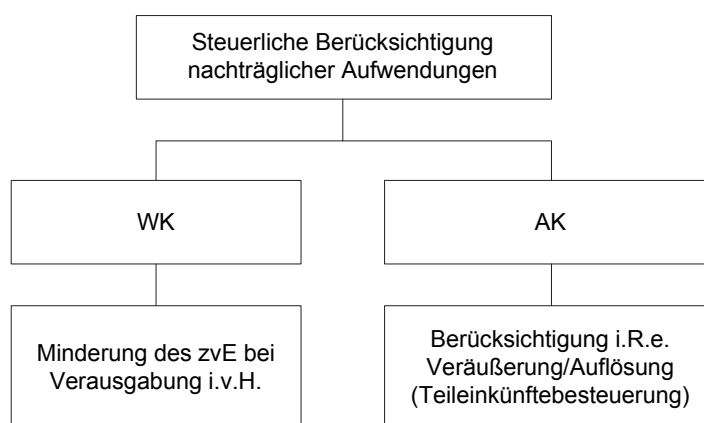 Steuerliche Berücksichtigung
nachträglicher Aufwendungen
WK
AK
Minderung des zvE bei
Verausgabung i.v.H.
Berücksichtigung i.R.e.
Veräußerung/Auflösung
(Teileinkünftebesteuerung)